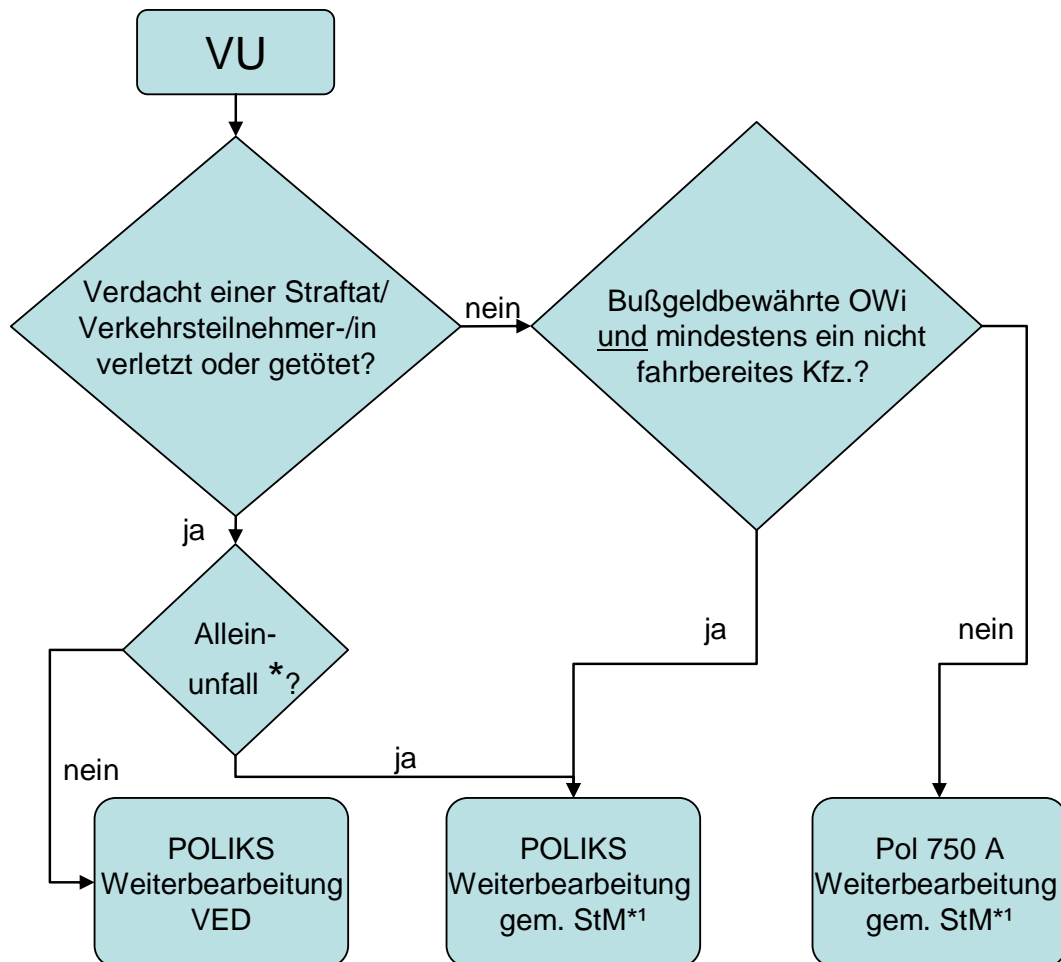 VU
Verdacht einer Straftat/
Verkehrsteilnehmer-/in
verletzt oder getötet?
nein
Bußgeldbewährte OWi
und mindestens ein nicht
fahrbereites Kfz.?
ja
Allein-
unfall *?
ja
nein
nein
ja
POLIKS
Weiterbearbeitung
VED
POLIKS
Weiterbearbeitung
gem. StM*¹
Pol 750 A
Weiterbearbeitung
gem. StM*¹